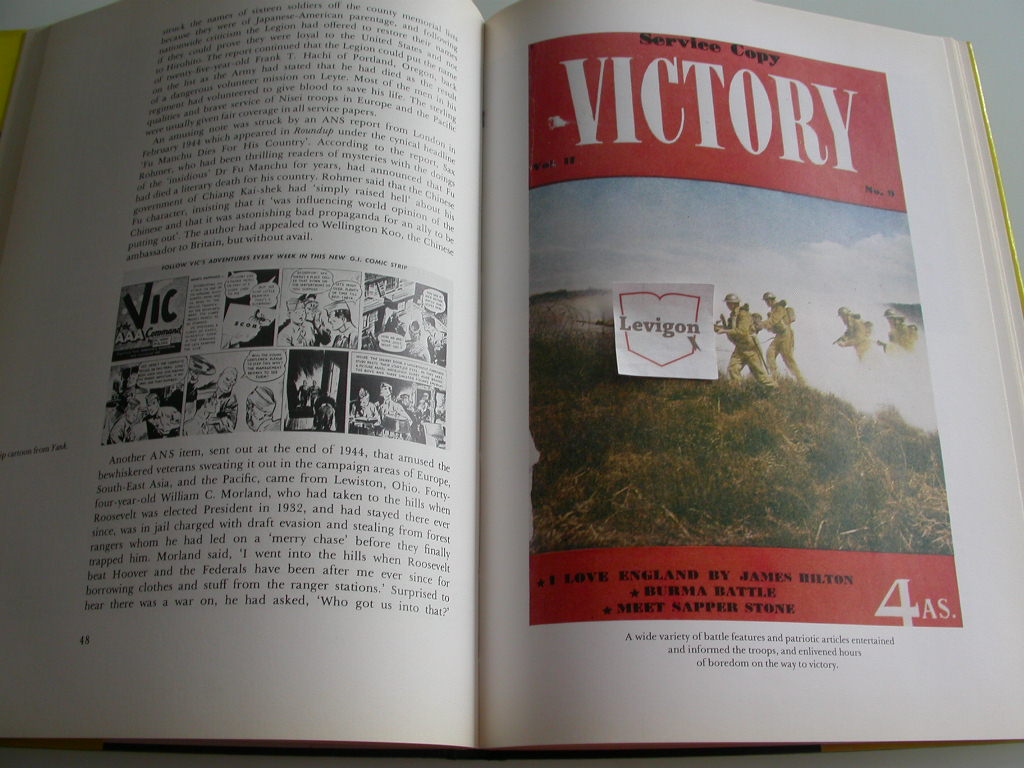 struck the names of sixteen soldiers off the county memorial lists
because they were of Japanese-American parentage, and following
nationwide criticism the Legion had offered to restore their names
if they could prove they were loyal to the United States and not
to Hirohito. The report continued that the Legion could put the name
of twenty-five-year-old Frank T. Hachi of Portland, Oregon, back
on the list as the Army had stated that he had died as the result
of a dangerous volunteer mission on Leyte. Most of the men in his
regiment had volunteered to give blood to save his life. The sterling
qualities and brave service of Nisei troops in Europe and the Pacific
were usually given fair coverage in all service papers.
An amusing note was struck by an ANS report from London in
February 1944 which appeared in Roundup under the cynical headline
'Fu Manchu Dies For His Country'. According to the report, Sax
Rohmer, who had been thrilling readers of mysteries with the doings
of the 'insidious' Dr Fu Manchu for years, had announced that Fu
had died a literary death for his country. Rohmer said that the Chinese
government of Chiang Kai-shek had 'simply raised hell' about his
Fu character, insisting that it 'was influencing world opinion of the
Chinese and that it was astonishing bad propaganda for an ally to be
putting out'. The author had appealed to Wellington Koo, the Chinese
ambassador to Britain, but without avail.
FOLLOW VIC'S ADVENTURES EVERY WEEK IN THIS NEW G.I. COMIC STRIP
VIC
Command
ip cartoon from Yank
Another ANS item, sent out at the end of 1944, that amused the
bewhiskered veterans sweating it out in the campaign areas of Europe,
South-East Asia, and the Pacific, came from Lewiston, Ohio. Forty-
four-year-old William C. Morland, who had taken to the hills when
Roosevelt was elected President in 1932, and had stayed there ever
since, was in jail charged with draft evasion and stealing from forest
rangers whom he had led on a 'merry chase' before they finally
trapped him. Morland said, 'I went into the hills when Roosevelt
beat Hoover and the Federals have been after me ever since for
borrowing clothes and stuff from the ranger stations.' Surprised to
hear there was a war on, he had asked, 'Who got us into that?'
48
Service Copy
VICTORY
Vol. II
No. 9
Levigon
x
★ I LOVE ENGLAND BY JAMES HILTON
★ BURMA BATTLE
★ MEET SAPPER STONE
4 AS.
A wide variety of battle features and patriotic articles entertained
and informed the troops, and enlivened hours
of boredom on the way to victory.